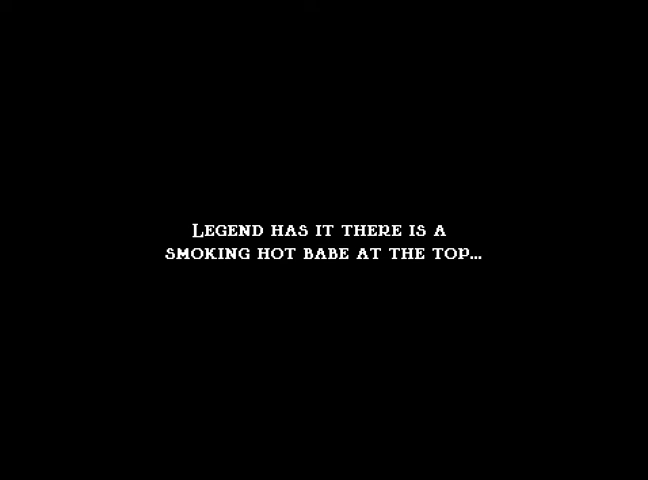 Legend has it there is a
smoking hot babe at the top...